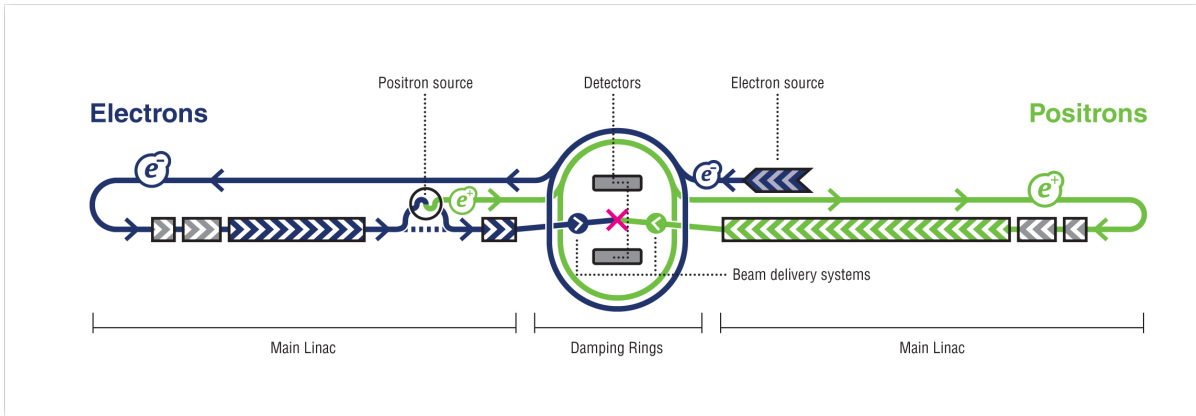 Positron source
Detectors
Electron source
Electrons
Positrons
e-
e-
e+
e+
Beam delivery systems
Main Linac
Damping Rings
Main Linac